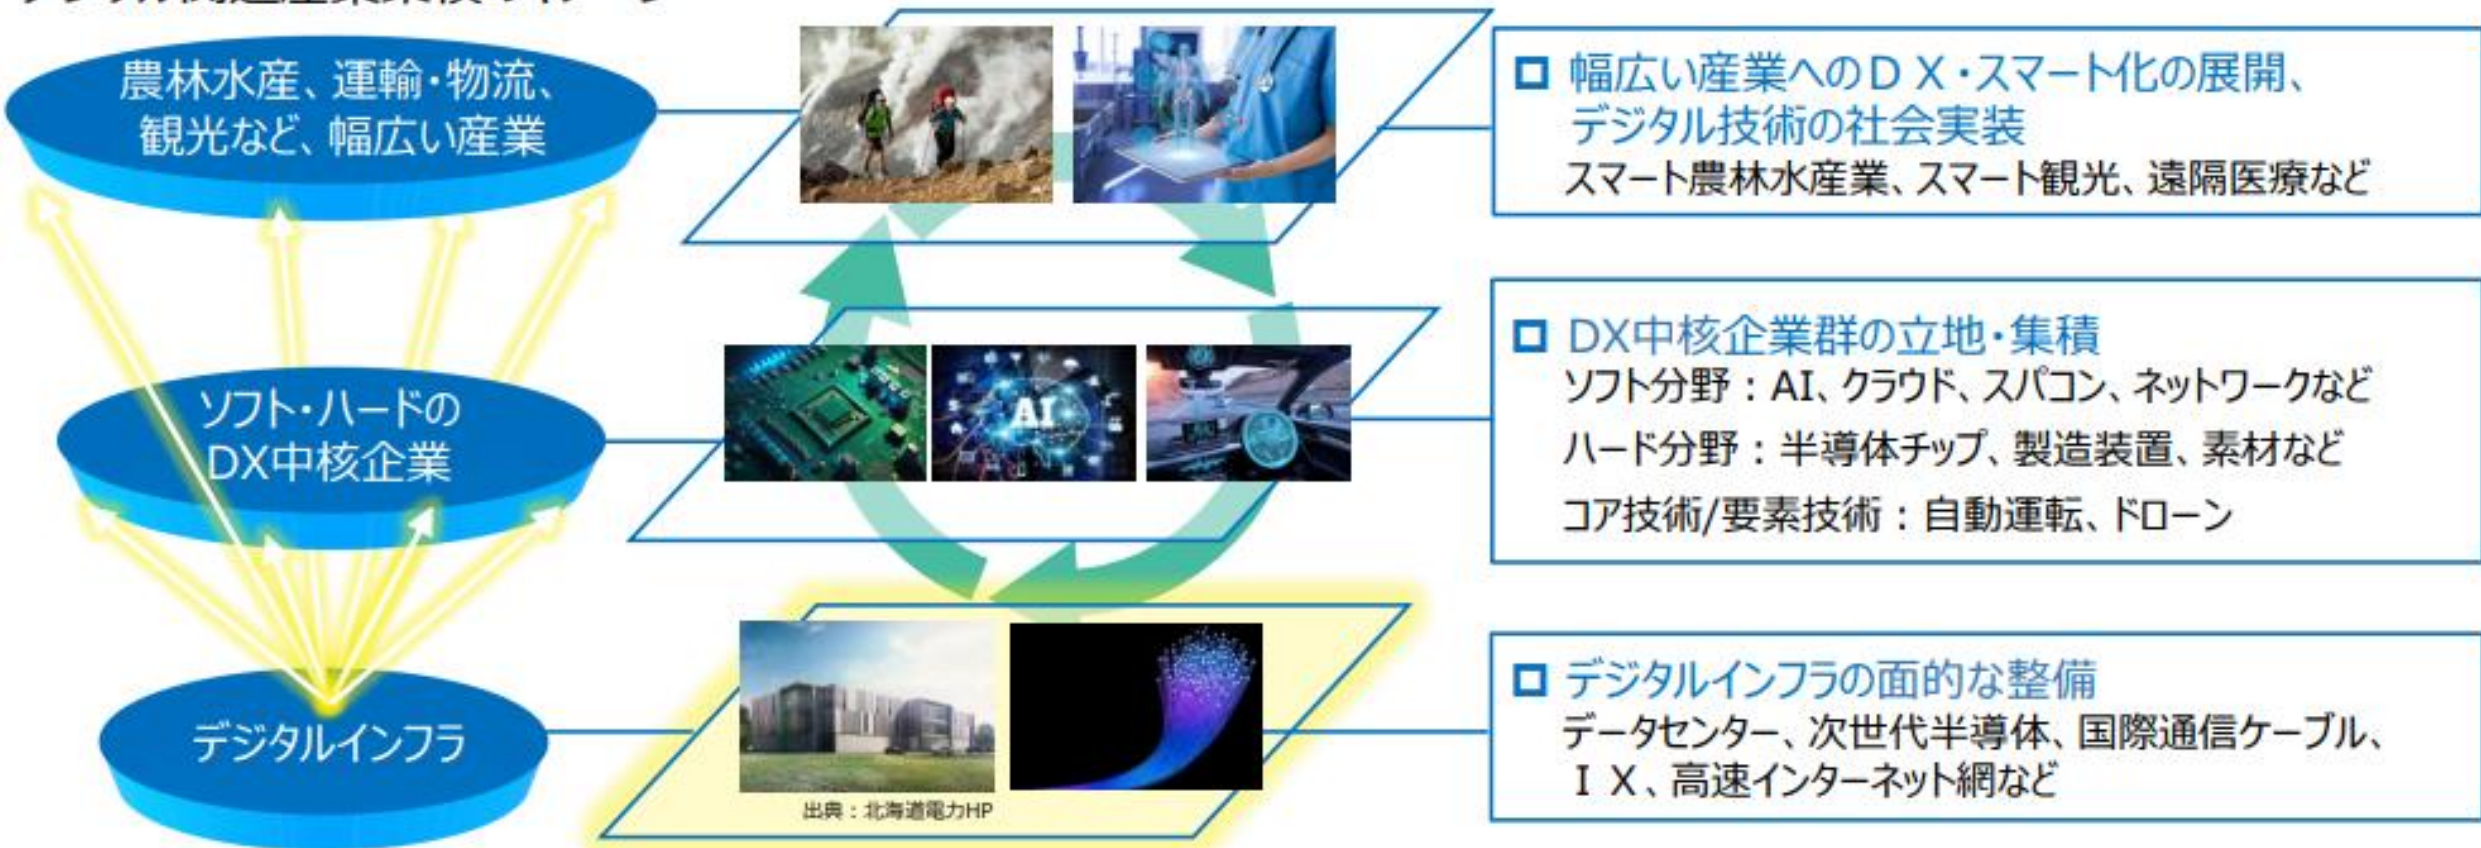 農林水産、運輸・物流、
観光など、幅広い産業
幅広い産業へのＤＸ・スマート化の展開、
デジタル技術の社会実装
スマート農林水産業、スマート観光、遠隔医療など
ソフト・ハードの
DX中核企業
AI
DX中核企業群の立地・集積
ソフト分野：AI、クラウド、スパコン、ネットワークなど
ハード分野：半導体チップ、製造装置、素材など
コア技術/要素技術：自動運転、ドローン
デジタルインフラ
出典：北海道電力HP
デジタルインフラの面的な整備
データセンター、次世代半導体、国際通信ケーブル、
ＩＸ、高速インターネット網など